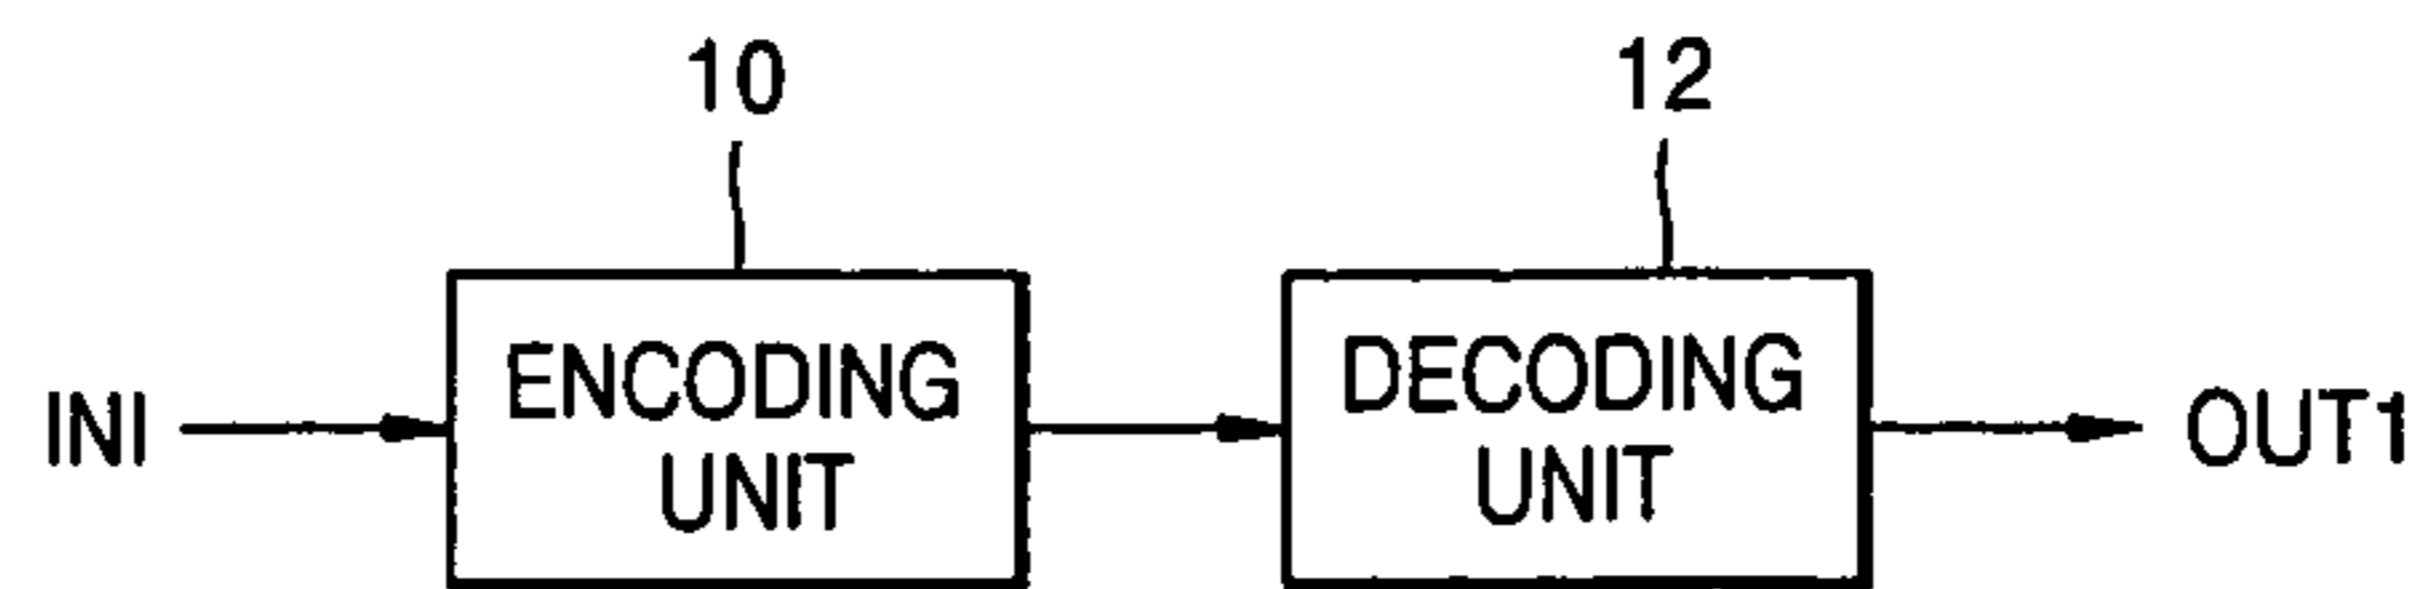 10
12
INI
ENCODING
UNIT
DECODING
UNIT
OUT1